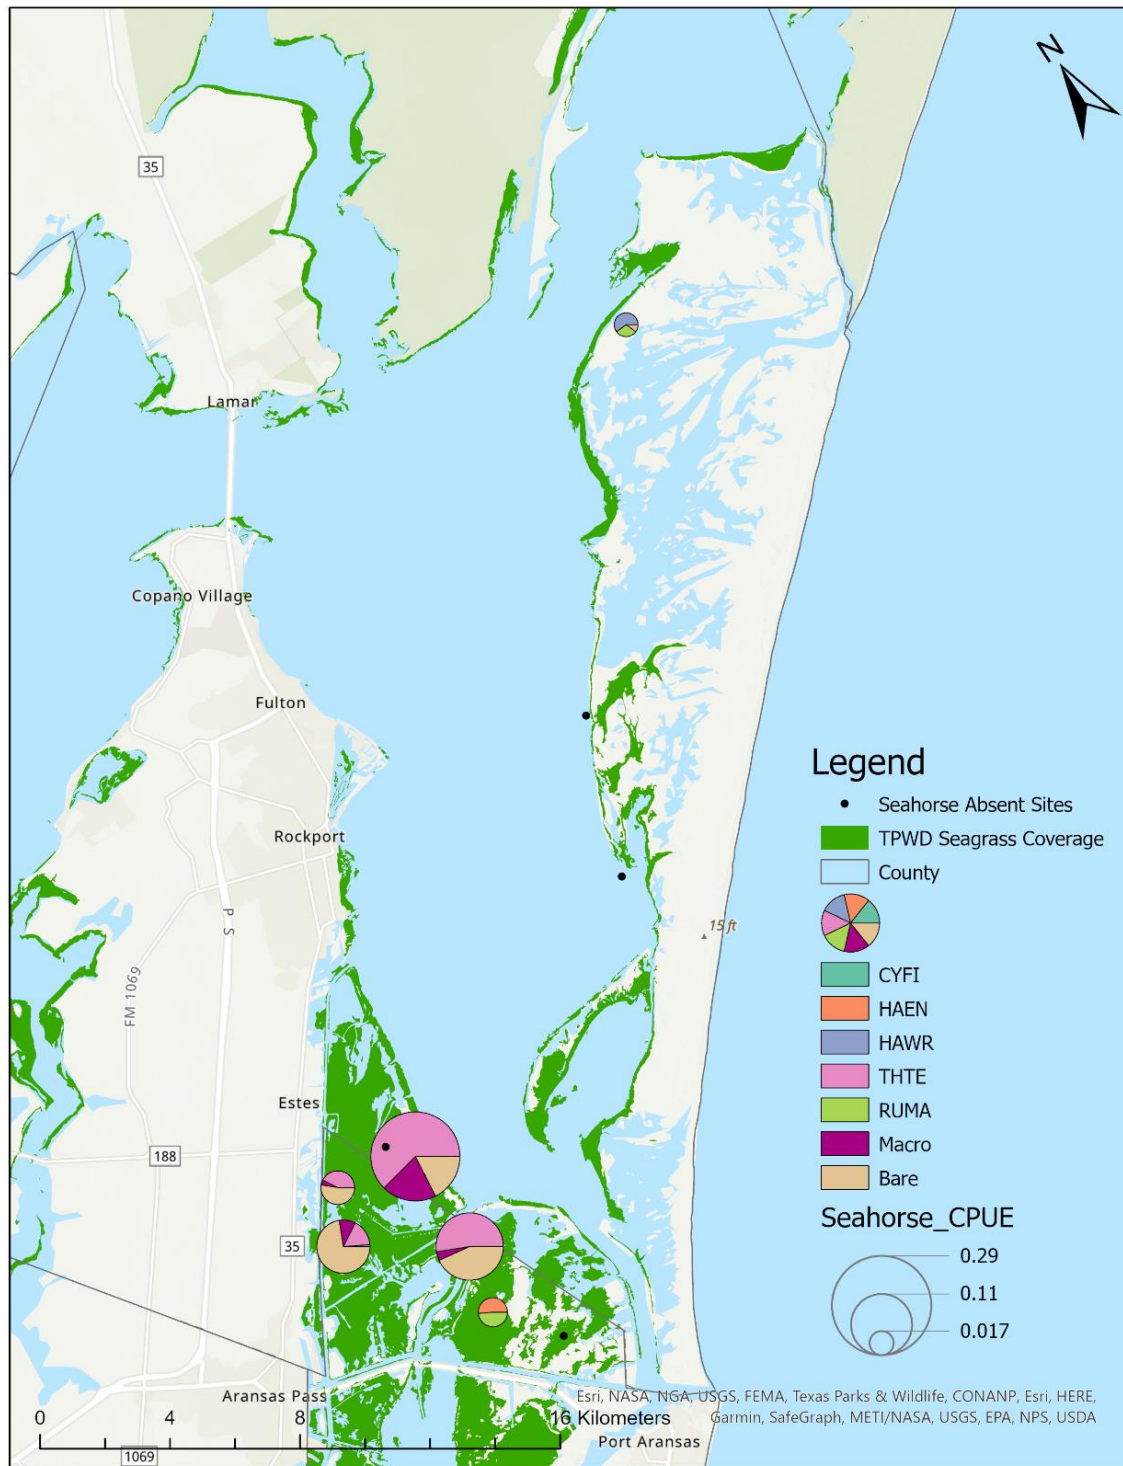 N
35
Lamar
Copano Village
Fulton
Rockport
P S
FM 1069
15 ft
Legend
Seahorse Absent Sites
TPWD Seagrass Coverage
County
CYFI
HAEN
HAWR
THTE
RUMA
Macro
Bare
Seahorse_CPUE
0.29
0.11
0.017
Estes
188
35
Aransas Pass
Esri, NASA, NGA, USGS, FEMA, Texas Parks & Wildlife, CONANP, Esri, HERE,
Garmin, SafeGraph, METI/NASA, USGS, EPA, NPS, USDA
0 4 8 16 Kilometers
Port Aransas
1069